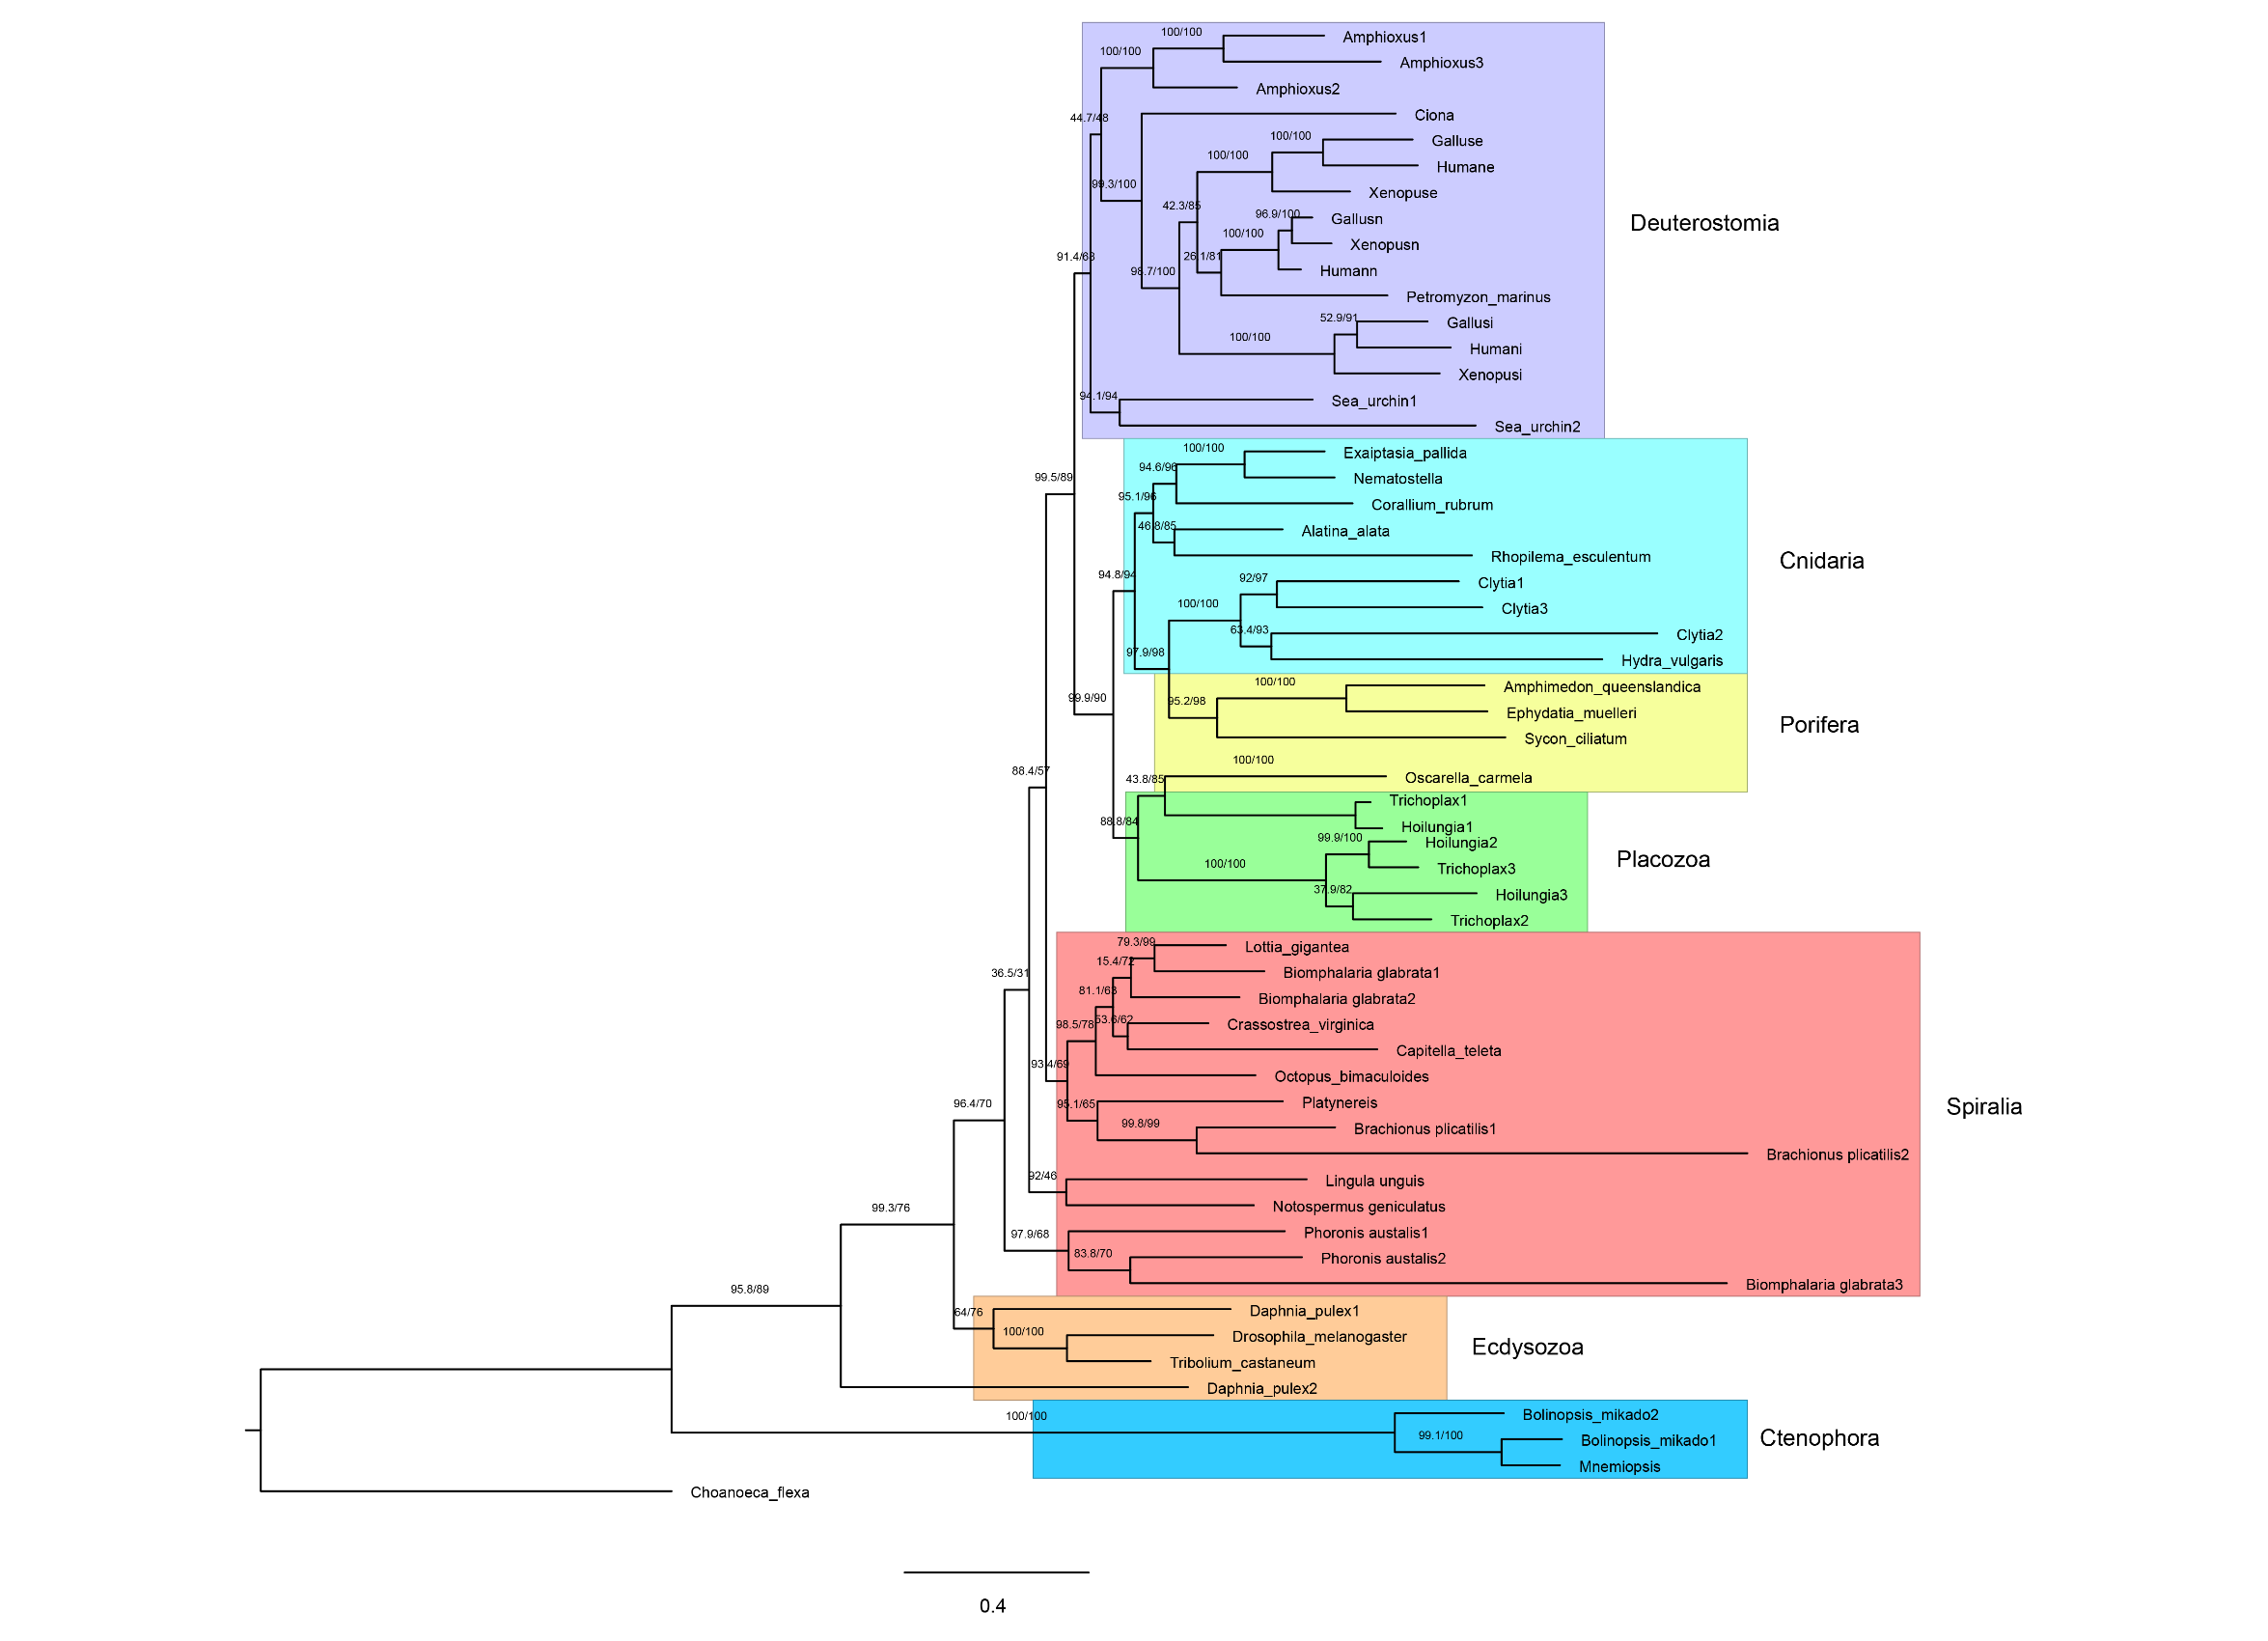 100/100
Amphioxus1
100/100
Amphioxus3
Amphioxus2
44.7/48
Ciona
100/100
Galluse
100/100
Humane
99.3/100
Xenopuse
42.3/85
96.9/100
Gallusn
Deuterostomia
100/100
Xenopusn
91.4/68
26.1/81
98.7/100
Humann
Petromyzon_marinus
52.9/91
Gallusi
100/100
Humani
Xenopusi
94.1/94
Sea_urchin1
Sea_urchin2
100/100
Exaiptasia_pallida
94.6/96
99.5/89
Nematostella
95.1/96
Corallium_rubrum
46.8/85
Alatina_alata
Rhopilema_esculentum
Cnidaria
94.8/94
92/97
Clytia1
100/100
Clytia3
63.4/93
Clytia2
97.9/98
Hydra_vulgaris
100/100
Amphimedon_queenslandica
99.9/90
95.2/98
Ephydatia_muelleri
Porifera
Sycon_ciliatum
100/100
88.4/57
43.8/85
Oscarella_carmela
Trichoplax1
88.8/84
Hoilungia1
99.9/100
Hoilungia2
100/100
Trichoplax3
Placozoa
37.9/82
Hoilungia3
Trichoplax2
79.3/99
Lottia_gigantea
15.4/72
36.5/31
Biomphalaria glabrata1
81.1/63
Biomphalaria glabrata2
98.5/78
53.6/62
Crassostrea_virginica
Capitella_teleta
93.4/69
Octopus_bimaculoides
96.4/70
95.1/65
Platynereis
Spiralia
99.8/99
Brachionus plicatilis1
Brachionus plicatilis2
92/46
Lingula unguis
99.3/76
Notospermus geniculatus
97.9/68
Phoronis austalis1
83.8/70
Phoronis austalis2
95.8/89
Biomphalaria glabrata3
64/76
Daphnia_pulex1
100/100
Drosophila_melanogaster
Ecdysozoa
Tribolium_castaneum
Daphnia_pulex2
100/100
Bolinopsis_mikado2
99.1/100
Bolinopsis_mikado1
Ctenophora
Mnemiopsis
Choanoeca_flexa
0.4